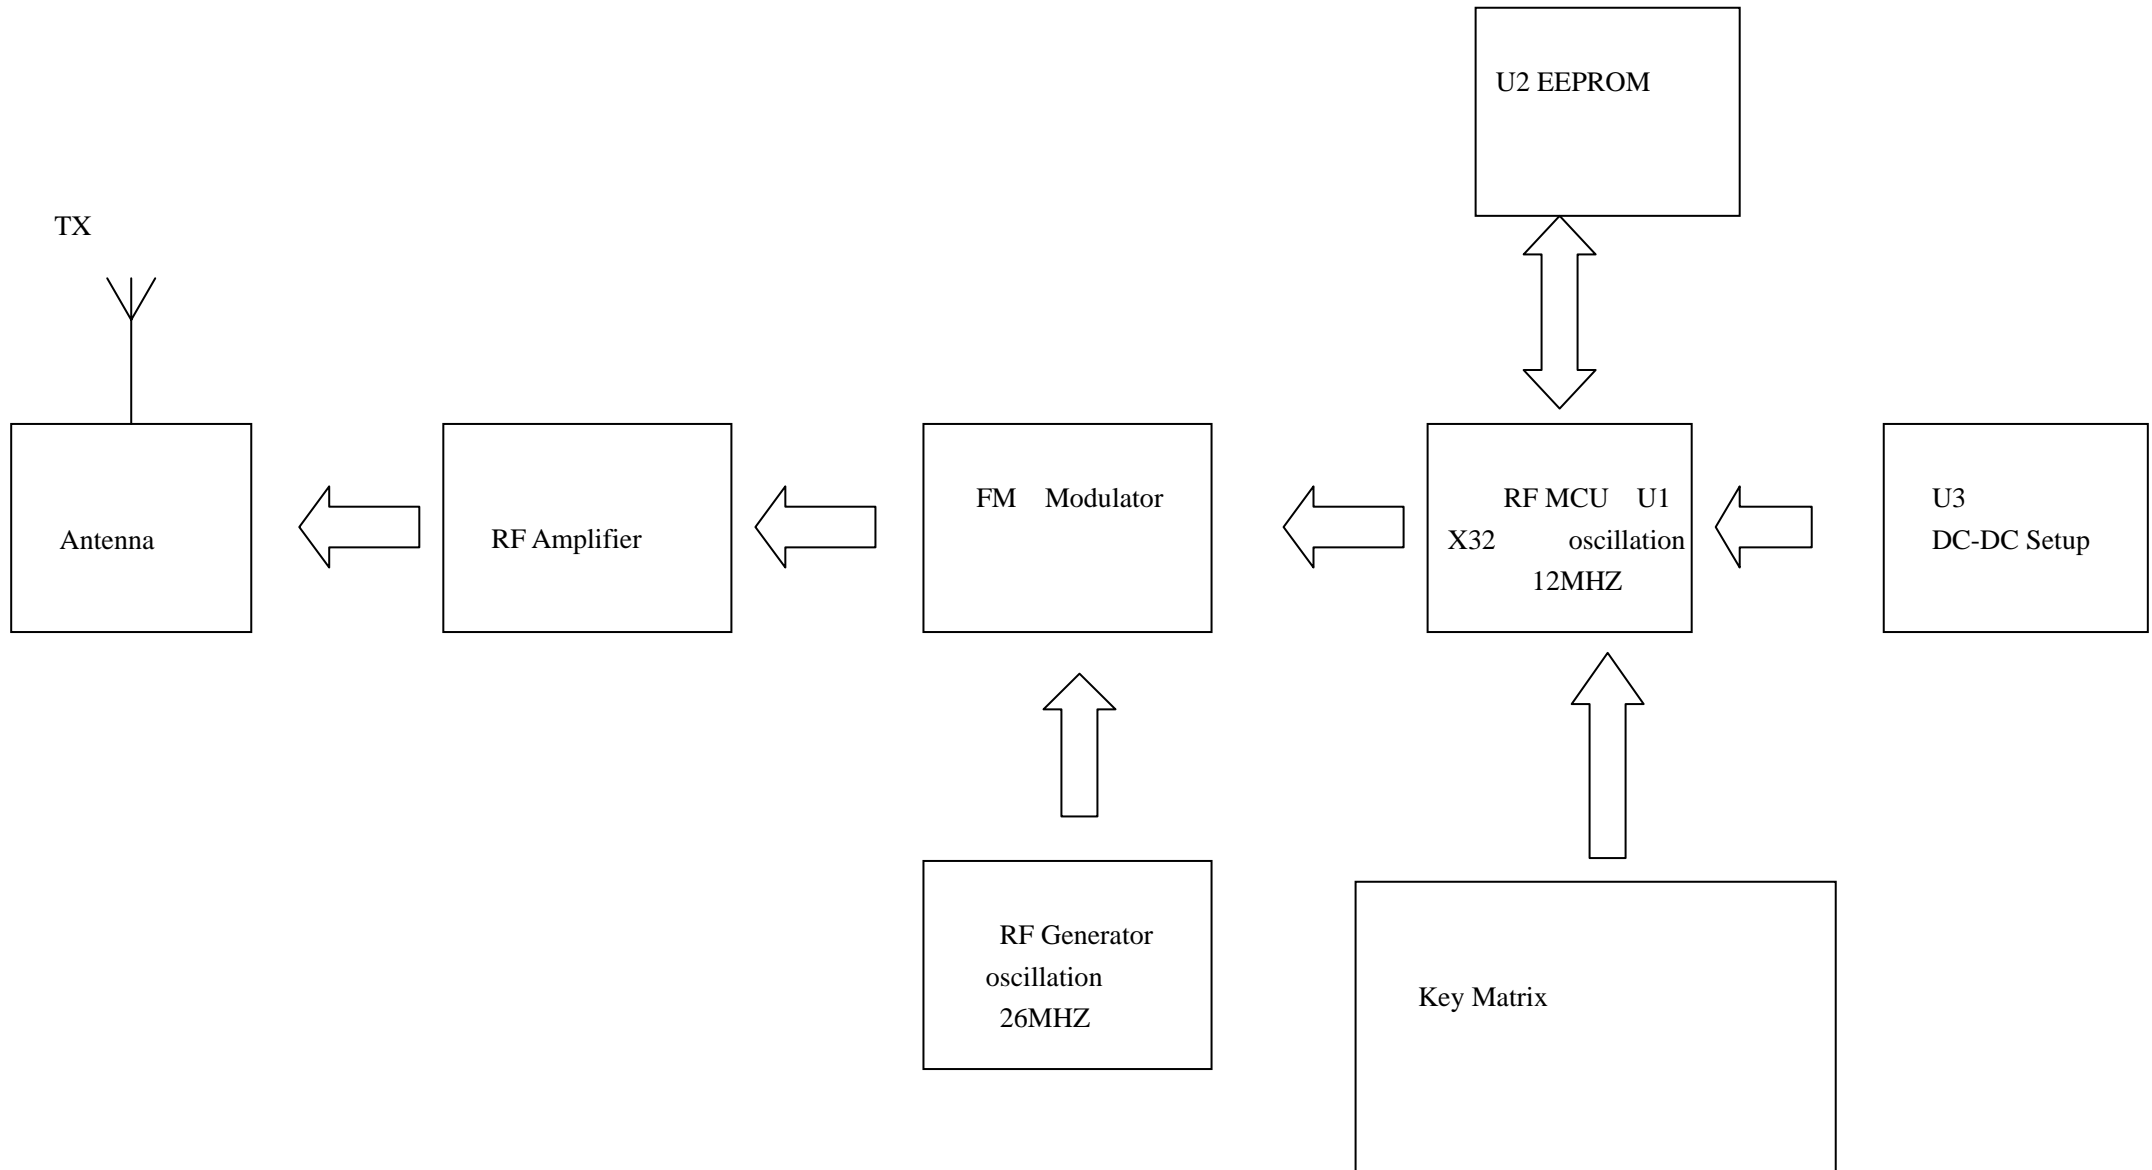 U2 EEPROM
TX
Antenna
RF Amplifier
FM Modulator
RF MCU U1
X32 oscillation
12MHZ
U3
DC-DC Setup
RF Generator
oscillation
26MHZ
Key Matrix